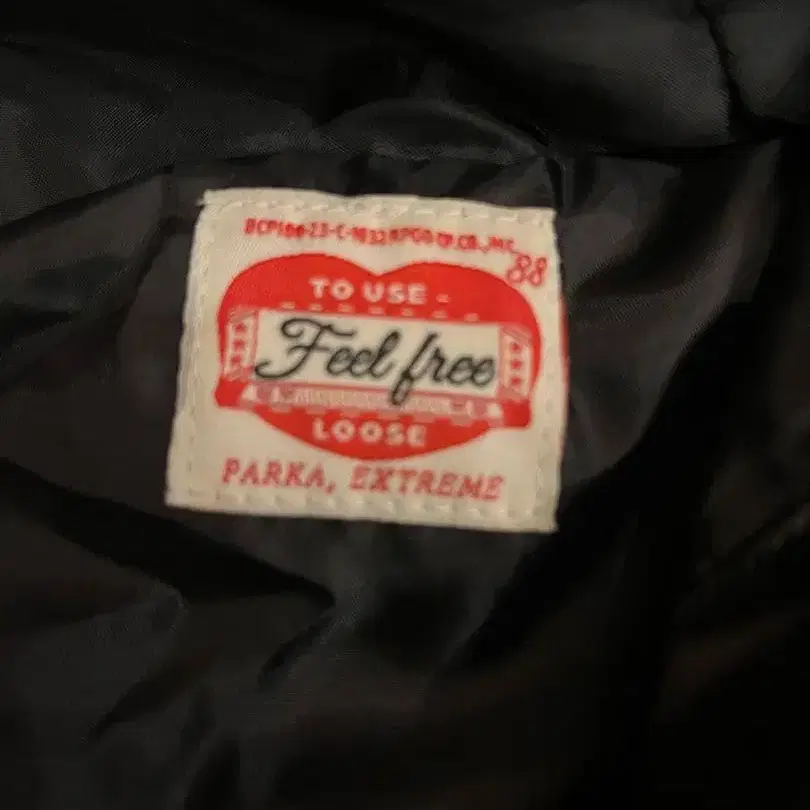 88
TO USE -
Feel free
LOOSE
PARKA, EXTREME